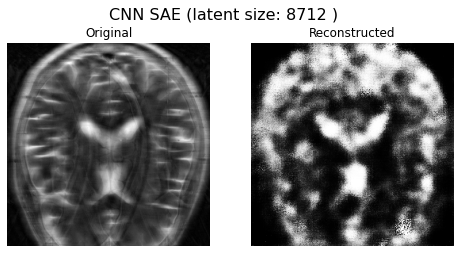 CNN SAE (latent size: 8712 )
Original
Reconstructed